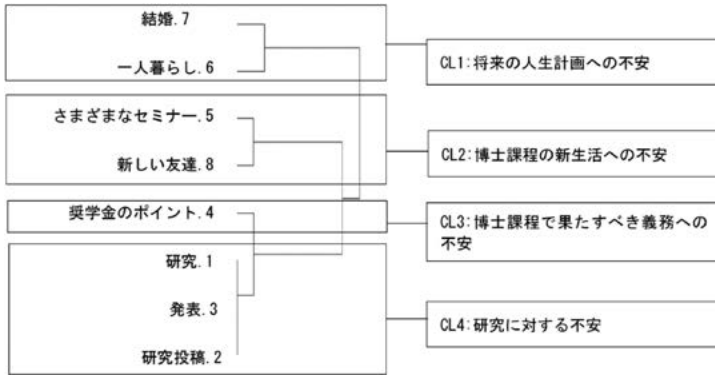 結婚.7
一人暮らし.6
CL1:将来の人生計画への不安
さまざまなセミナー.5
新しい友達.8
CL2:博士課程の新生活への不安
奨学金のポイント.4
CL3:博士課程で果たすべき義務への
不安
研究.1
発表.3
研究投稿.2
CL4:研究に対する不安